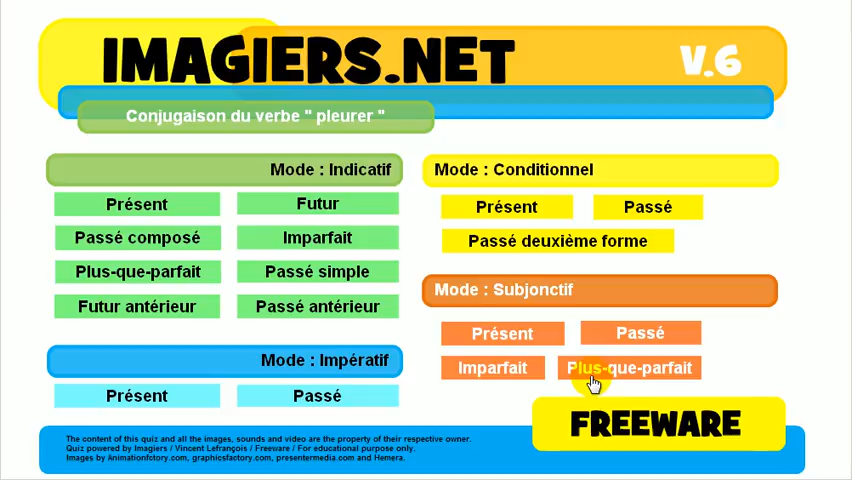 IMAGIERS.NET
V.6
Conjugaison du verbe " pleurer "
Mode : Indicatif
Présent
Futur
Passé composé
Imparfait
Plus-que-parfait
Passé simple
Futur antérieur
Passé antérieur
Mode : Impératif
Présent
Passé
Mode : Conditionnel
Présent
Passé
Passé deuxième forme
Mode : Subjonctif
Présent
Passé
Imparfait
Plus-que-parfait
FREEWARE
The content of this quiz and all the images, sounds and video are the property of their respective owner.
Quiz powered by Imagiers / Vincent Lefrançois / Freeware / For educational purpose only.
Images by Animationfctory.com, graphicsfactory.com, presentermedia.com and Hemera.